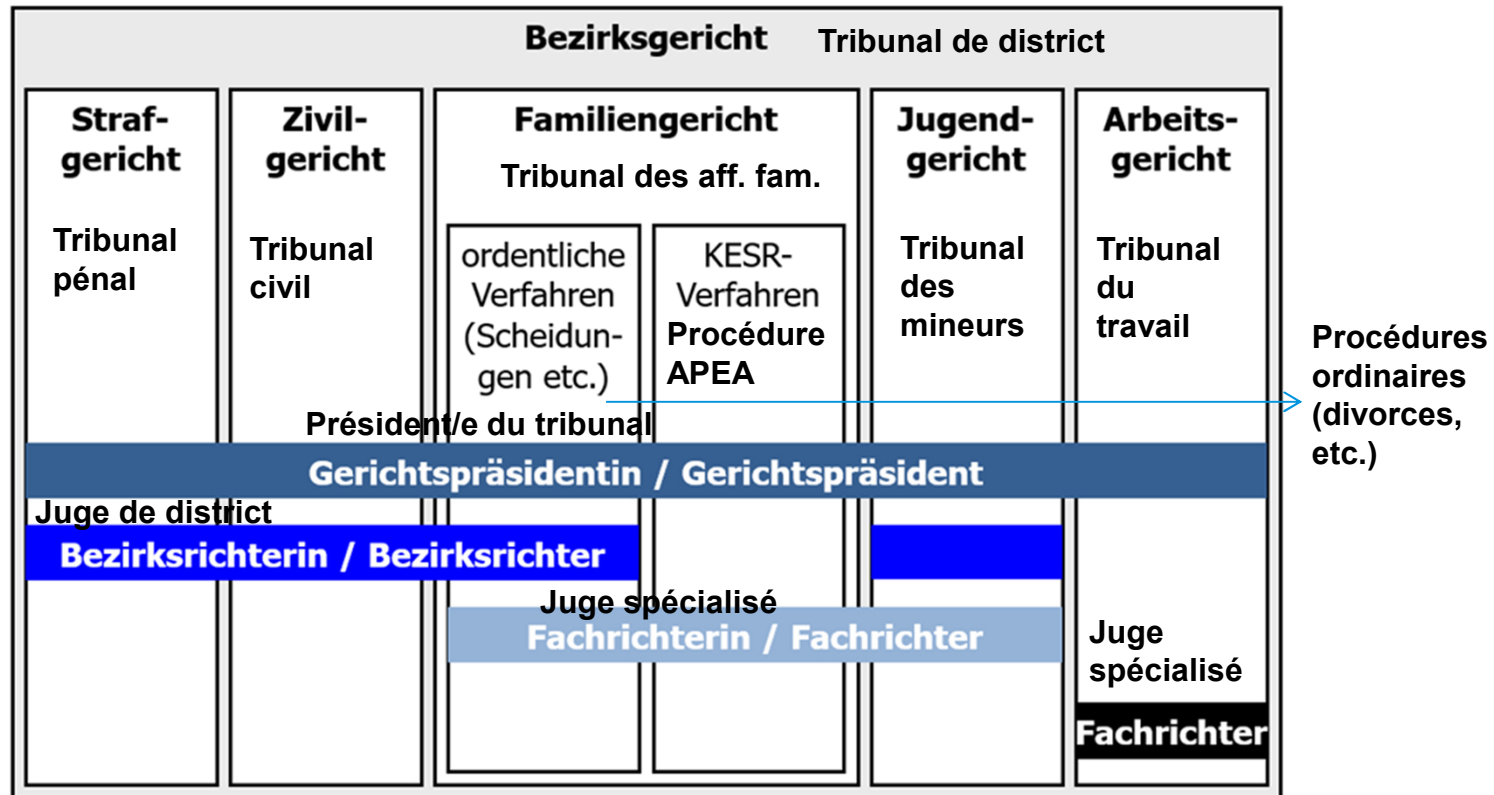 Bezirksgericht Tribunal de district
Straf-
gericht
Tribunal
pénal
Zivil-
gericht
Tribunal
civil
Familiengericht
Tribunal des aff. fam.
ordentliche
Verfahren
(Scheidun-
gen etc.)
KESR-
Verfahren
Procédure
APEA
Jugend-
gericht
Tribunal
des
mineurs
Arbeits-
gericht
Tribunal
du
travail
Procédures
ordinaires
(divorces,
etc.)
Président/e du tribunal
Gerichtspräsidentin / Gerichtspräsident
Juge de district
Bezirksrichterin / Bezirksrichter
Juge spécialisé
Fachrichterin / Fachrichter
Juge
spécialisé
Fachrichter